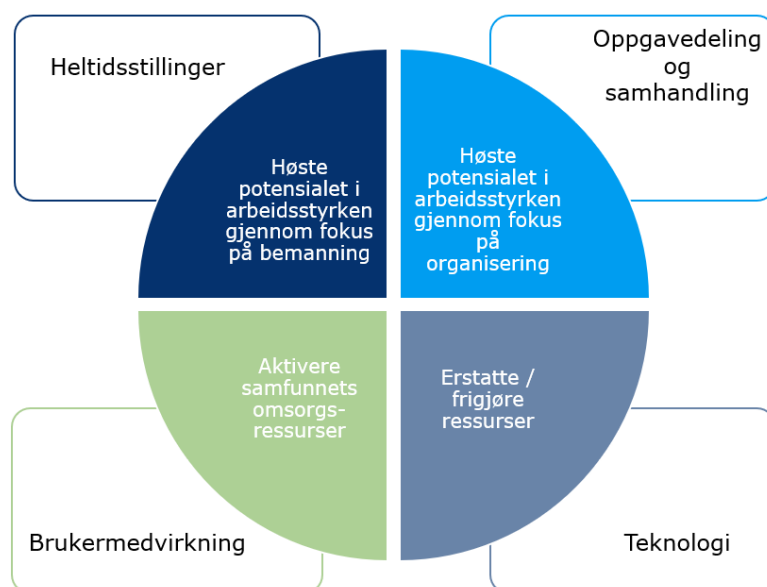 Heltidsstillinger
Oppgavedeling
og
samhandling
Høste
potensialet i
arbeidsstyrken
gjennom fokus
på bemanning
Høste
potensialet i
arbeidsstyrken
gjennom fokus
på
organisering
Aktivere
samfunnets
omsorgs-
ressurser
Erstatte /
frigjøre
ressurser
Brukermedvirkning
Teknologi